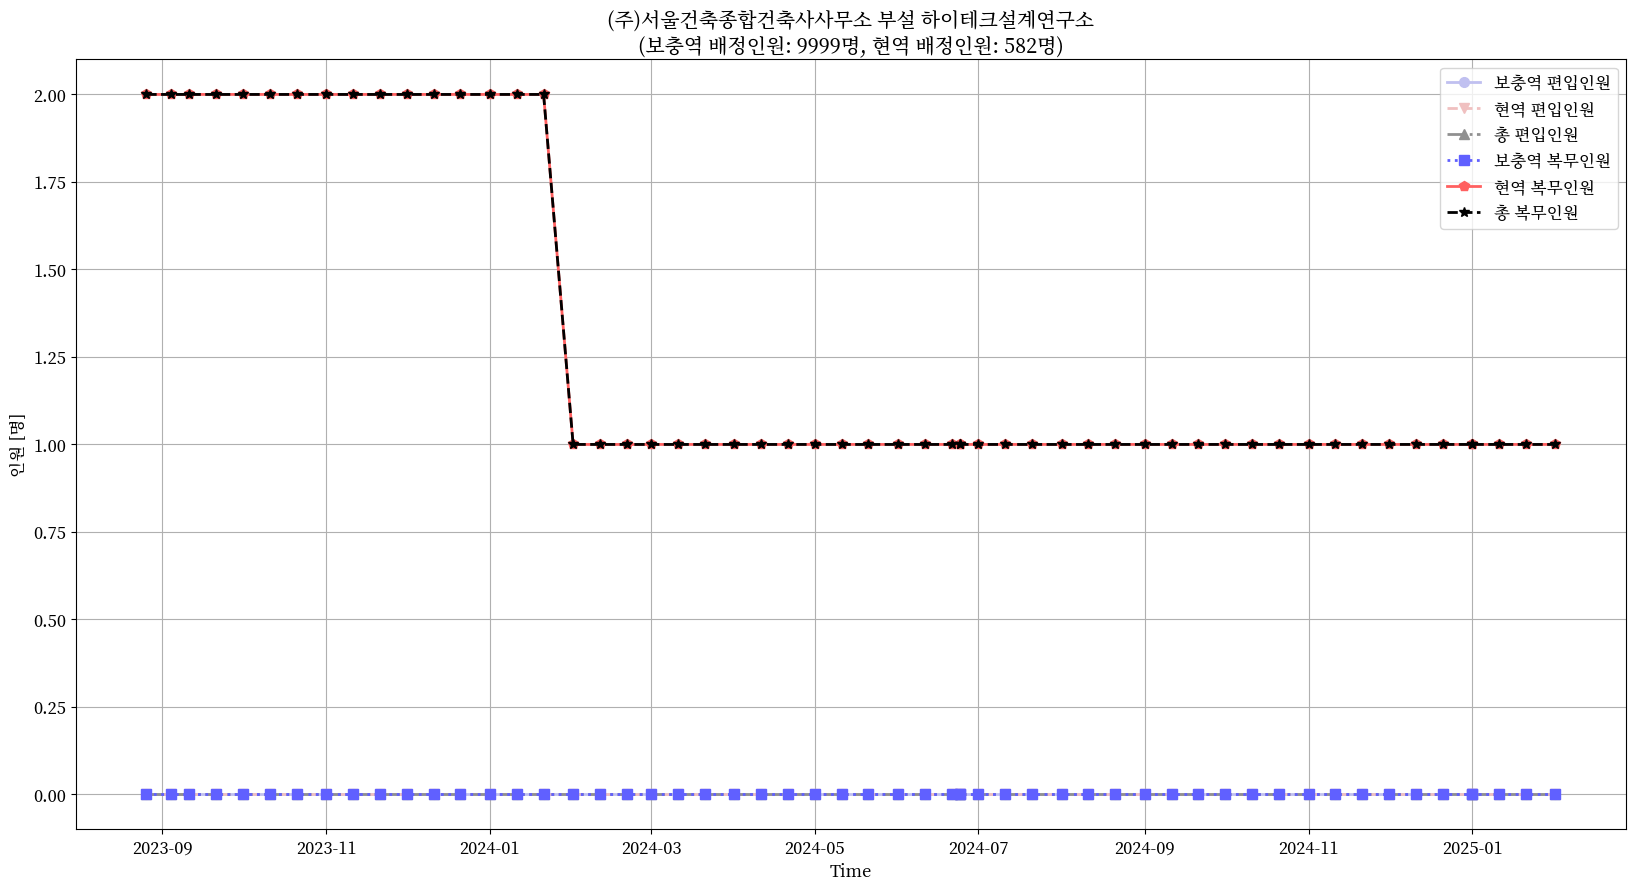 (주)서울건축종합건축사사무소 부설 하이테크설계연구소
(보충역 배정인원: 9999명, 현역 배정인원: 582명)
보충역 편입인원
현역 편입인원
총 편입인원
보충역 복무인원
현역 복무인원
총 복무인원
인원 [명]
2.00
1.75
1.50
1.25
1.00
0.75
0.50
0.25
0.00
2023-09
2023-11
2024-01
2024-03
2024-05
2024-07
2024-09
2024-11
2025-01
Time